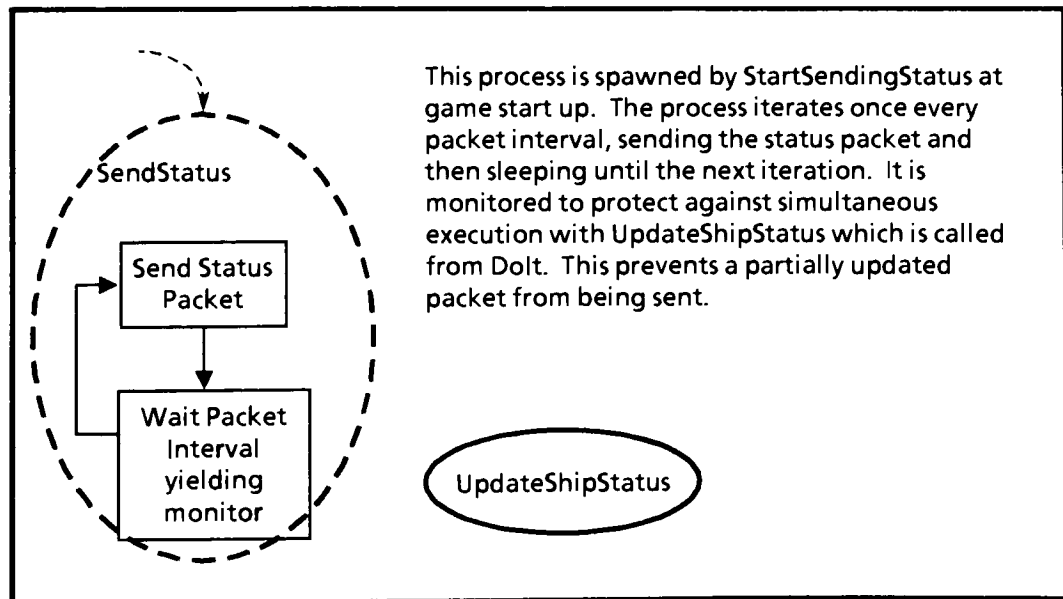 This process is spawned by StartSendingStatus at
game start up. The process iterates once every
packet interval, sending the status packet and
then sleeping until the next iteration. It is
monitored to protect against simultaneous
execution with UpdateShipStatus which is called
from DoIt. This prevents a partially updated
packet from being sent.
SendStatus
Send Status
Packet
Wait Packet
Interval
yielding
monitor
UpdateShipStatus